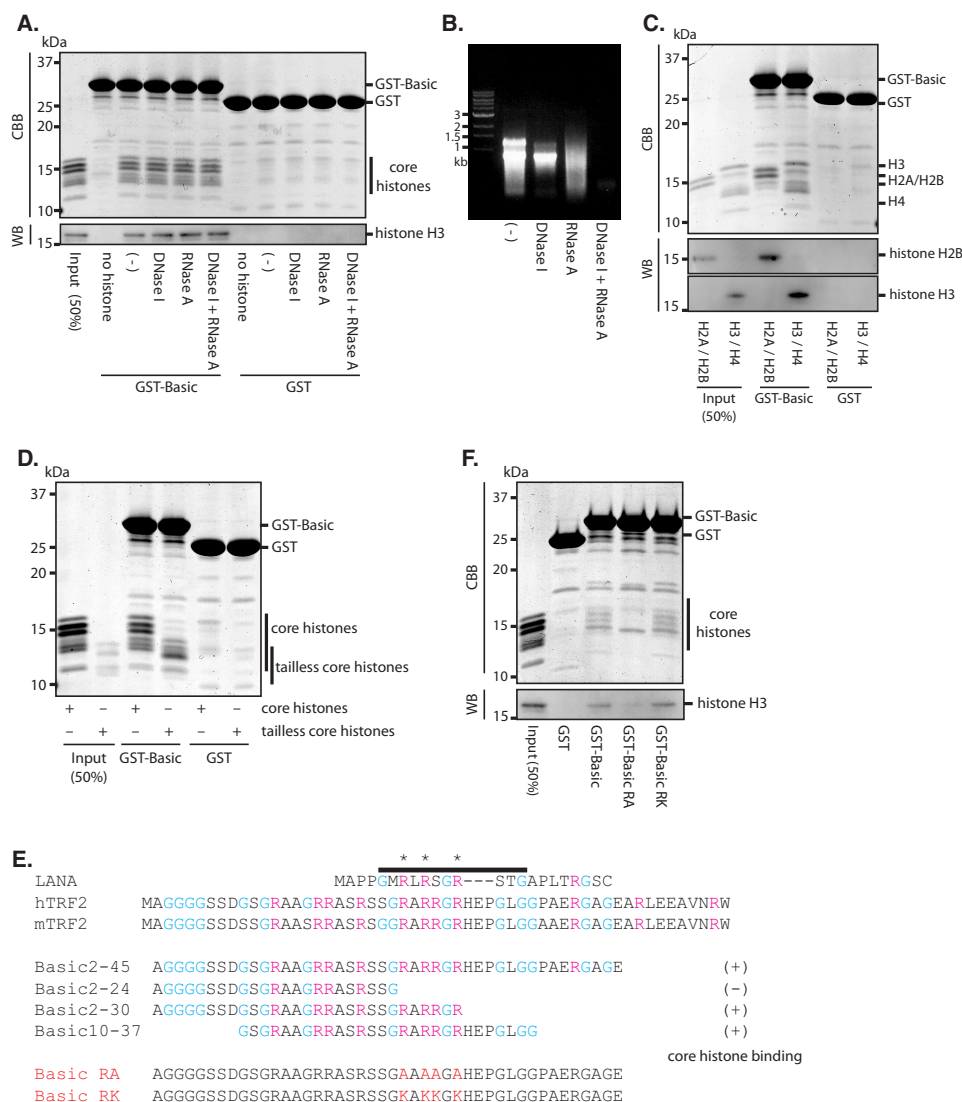 A.
kDa
37
25
20
15
10
15
CBB
WB
GST-Basic
GST
core
histones
histone H3
Input (50%)
no histone
(-)
DNase I
RNase A
DNase I + RNase A
no histone
(-)
DNase I
RNase A
DNase I + RNase A
GST-Basic
GST
B.
3
2
1.5
1
kb
(-)
DNase I
RNase A
DNase I + RNase A
C.
kDa
37
25
20
15
10
15
15
CBB
WB
GST-Basic
GST
H3
H2A/H2B
H4
histone H2B
histone H3
H2A / H2B
H3 / H4
H2A / H2B
H3 / H4
H2A / H2B
H3 / H4
Input
(50%)
GST-Basic
GST
D.
kDa
37
25
20
15
10
GST-Basic
GST
core histones
tailless core histones
+ – + – + – core histones
– + – + – + tailless core histones
Input
(50%)
GST-Basic
GST
F.
kDa
37
25
20
15
10
15
CBB
WB
GST-Basic
GST
core
histones
histone H3
Input (50%)
GST
GST-Basic
GST-Basic RA
GST-Basic RK
E.
* * *
LANA MAPPGMRLRSGR---STGAPLTRGSC
hTRF2 MAGGGGSSDGSGRAAGRRASRSSGRARRGRHEPGLGGPAERGAGEARLEEAVNRW
mTRF2 MAGGGGSSDSSGRAAGRRASRSGGRARRGRHEPGLGGAAERGAGEARLEEAVNRW
Basic2-45 AGGGGSSDGSGRAAGRRASRSSGRARRGRHEPGLGGPAERGAGE (+)
Basic2-24 AGGGGSSDGSGRAAGRRASRSSG (-)
Basic2-30 AGGGGSSDGSGRAAGRRASRSSGRARRGR (+)
Basic10-37 GSGRAAGRRASRSSGRARRGRHEPGLGG (+)
core histone binding
Basic RA AGGGGSSDGSGRAAGRRASRSSGAAAAGAHEPGLGGPAERGAGE
Basic RK AGGGGSSDGSGRAAGRRASRSSGKAKKGKHEPGLGGPAERGAGE